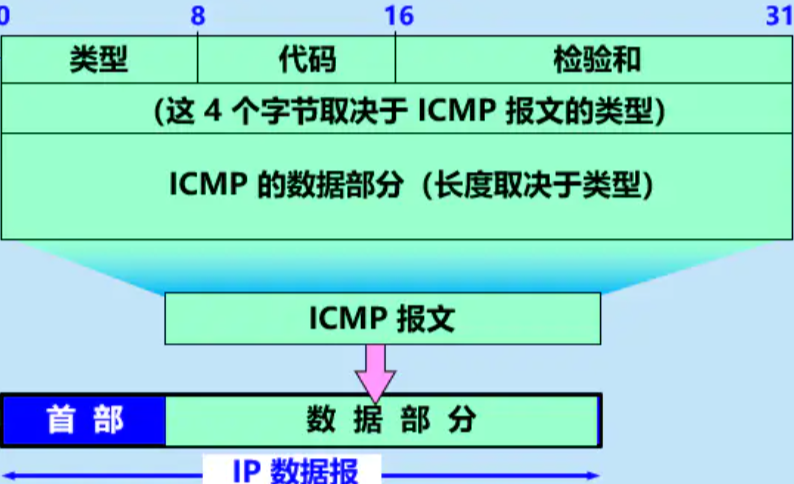 0 8 16 31
类型 代码 检验和
(这 4 个字节取决于 ICMP 报文的类型)
ICMP 的数据部分（长度取决于类型）
ICMP 报文
首 部 数 据 部 分
IP 数据报